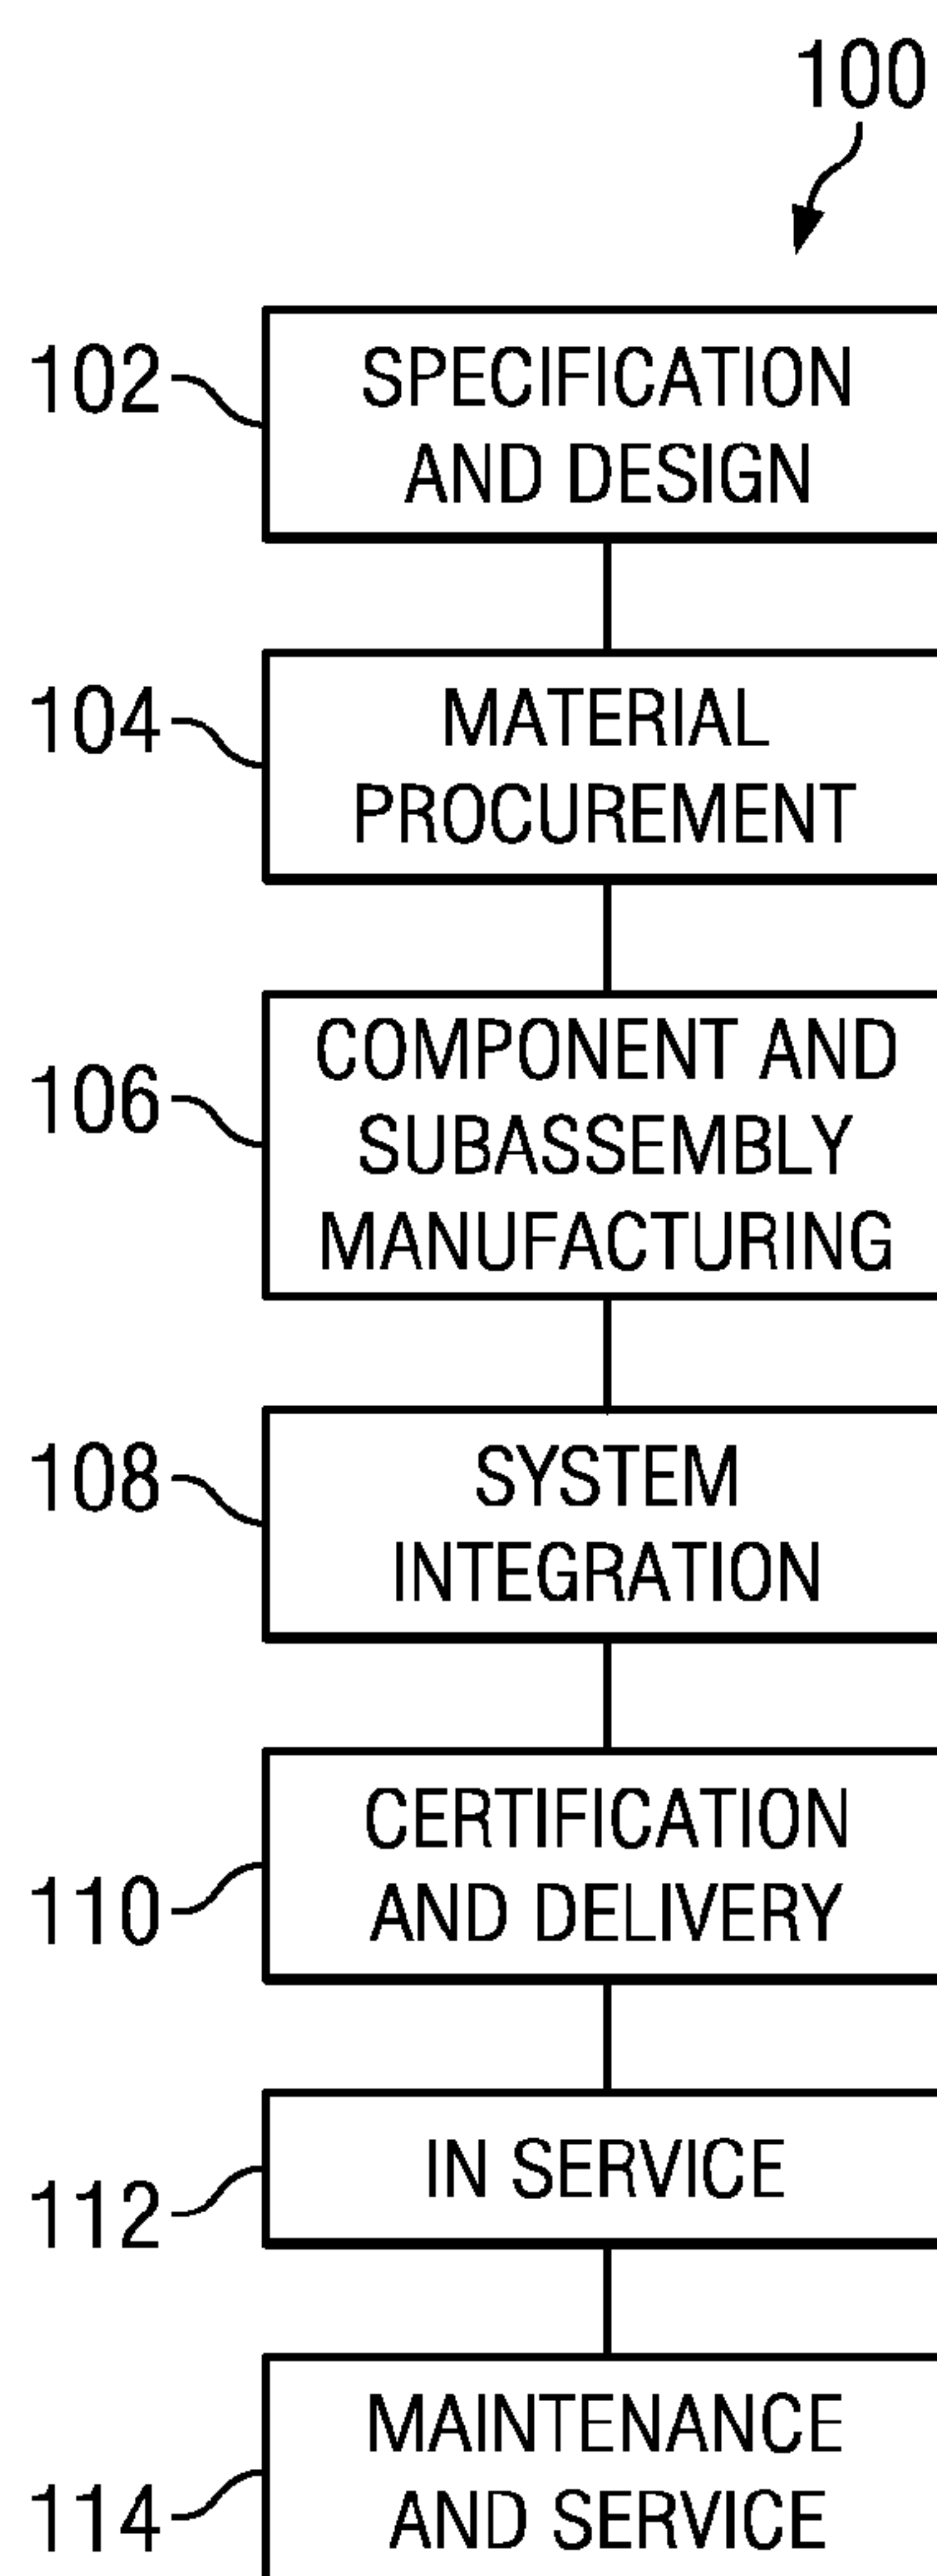 100
102
SPECIFICATION
AND DESIGN
104
MATERIAL
PROCUREMENT
106
COMPONENT AND
SUBASSEMBLY
MANUFACTURING
108
SYSTEM
INTEGRATION
110
CERTIFICATION
AND DELIVERY
112
IN SERVICE
114
MAINTENANCE
AND SERVICE